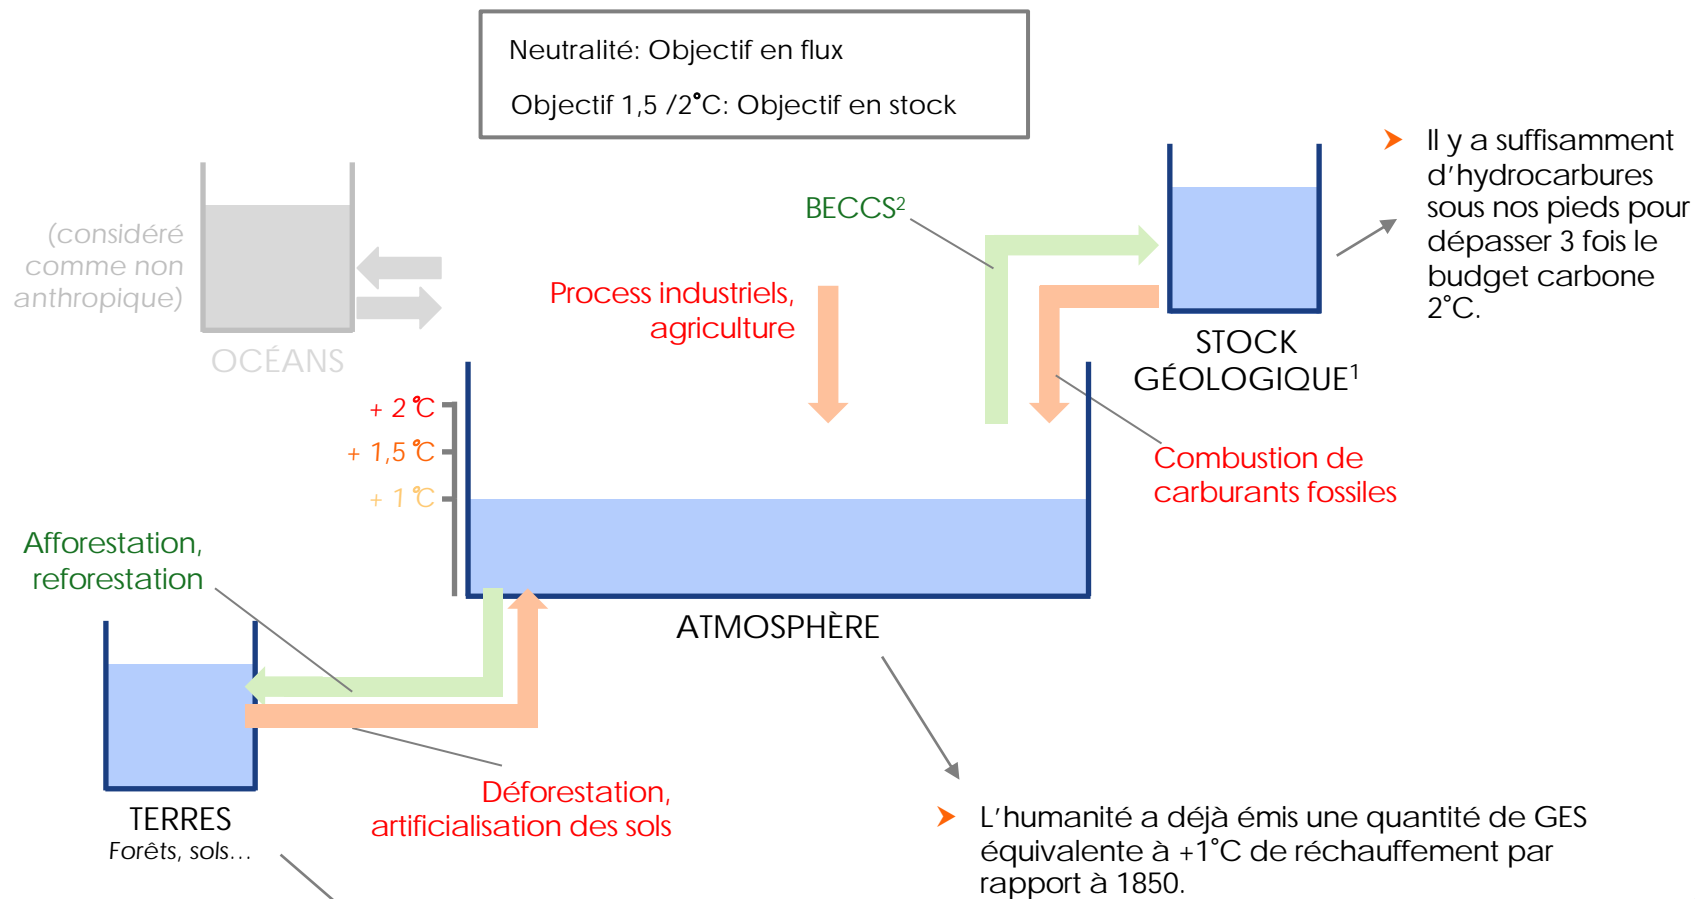 Neutralité: Objectif en flux
Objectif 1,5 /2°C: Objectif en stock
(considéré
comme non
anthropique)
OCÉANS
BECCS²
Process industriels,
agriculture
STOCK
GÉOLOGIQUE¹
Il y a suffisamment
d'hydrocarbures
sous nos pieds pour
dépasser 3 fois le
budget carbone
2°C.
+ 2°C
+ 1,5°C
+ 1°C
Combustion de
carburants fossiles
Afforestation,
reforestation
ATMOSPHÈRE
Déforestation,
artificialisation des sols
TERRES
Forêts, sols…
L'humanité a déjà émis une quantité de GES
équivalente à +1°C de réchauffement par
rapport à 1850.